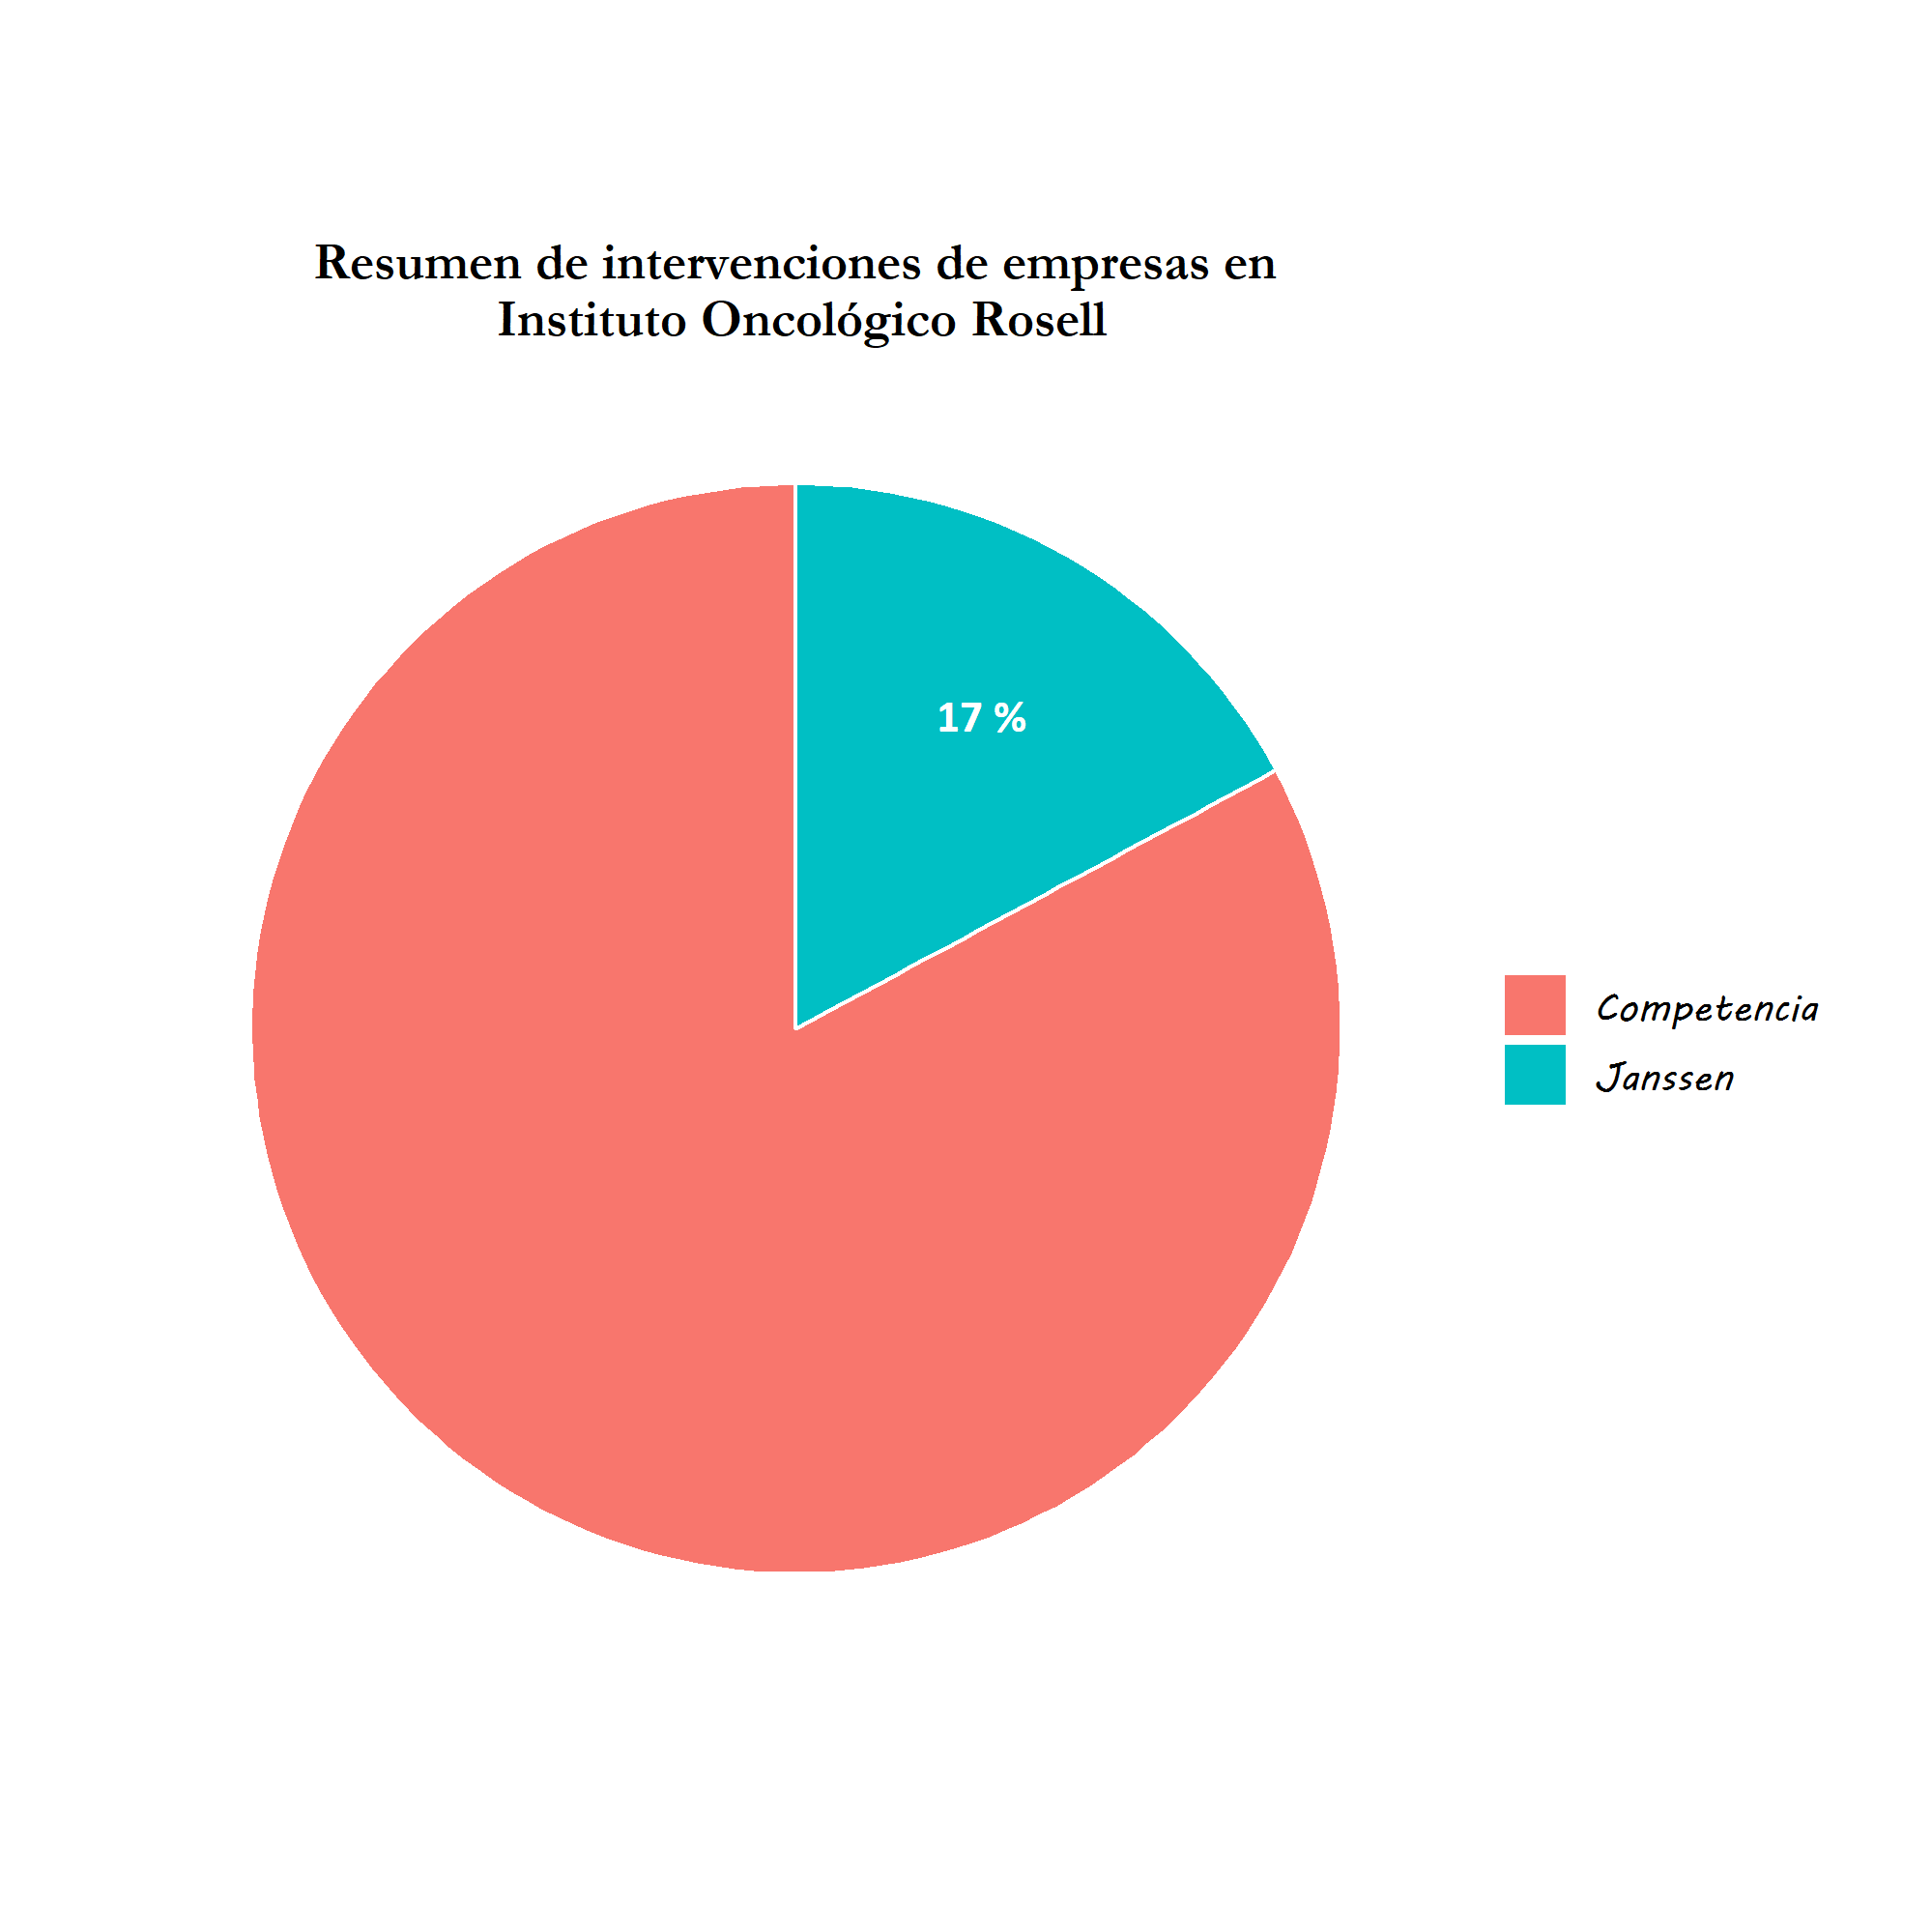 Resumen de intervenciones de empresas en
Instituto Oncológico Rosell
17 %
Competencia
Janssen